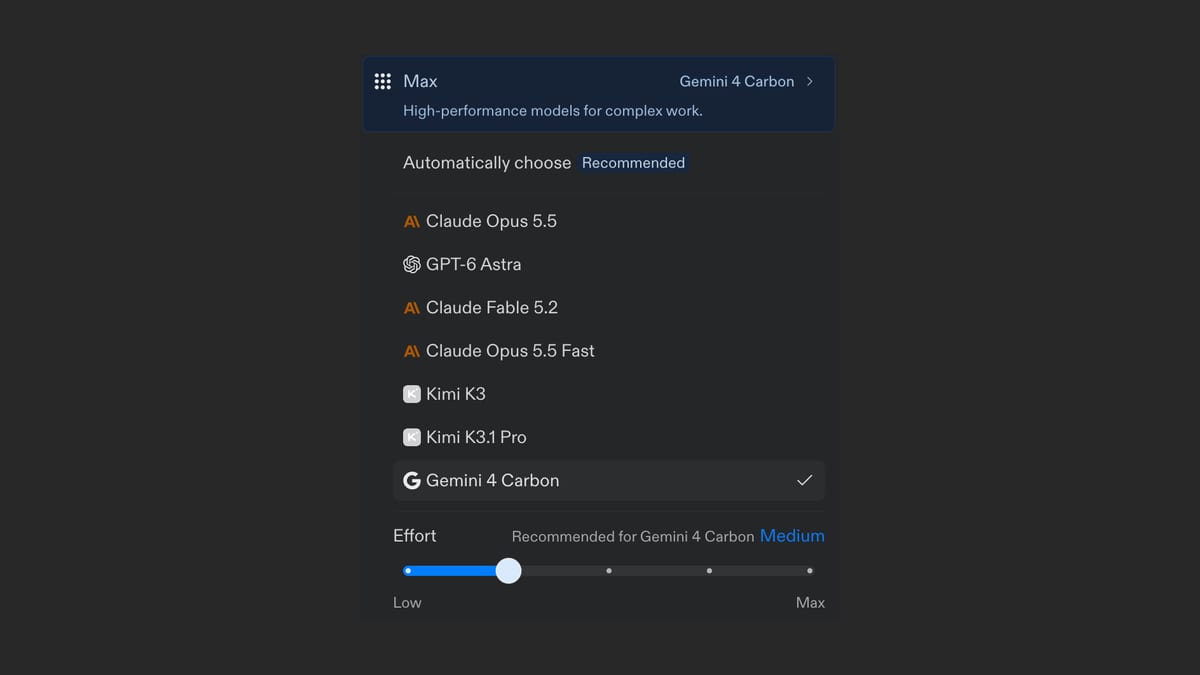 Max Gemini 4 Carbon
High-performance models for complex work.
Automatically choose Recommended
Claude Opus 5.5
GPT-6 Astra
Claude Fable 5.2
Claude Opus 5.5 Fast
Kimi K3
Kimi K3.1 Pro
Gemini 4 Carbon
Effort Recommended for Gemini 4 Carbon Medium
Low Max